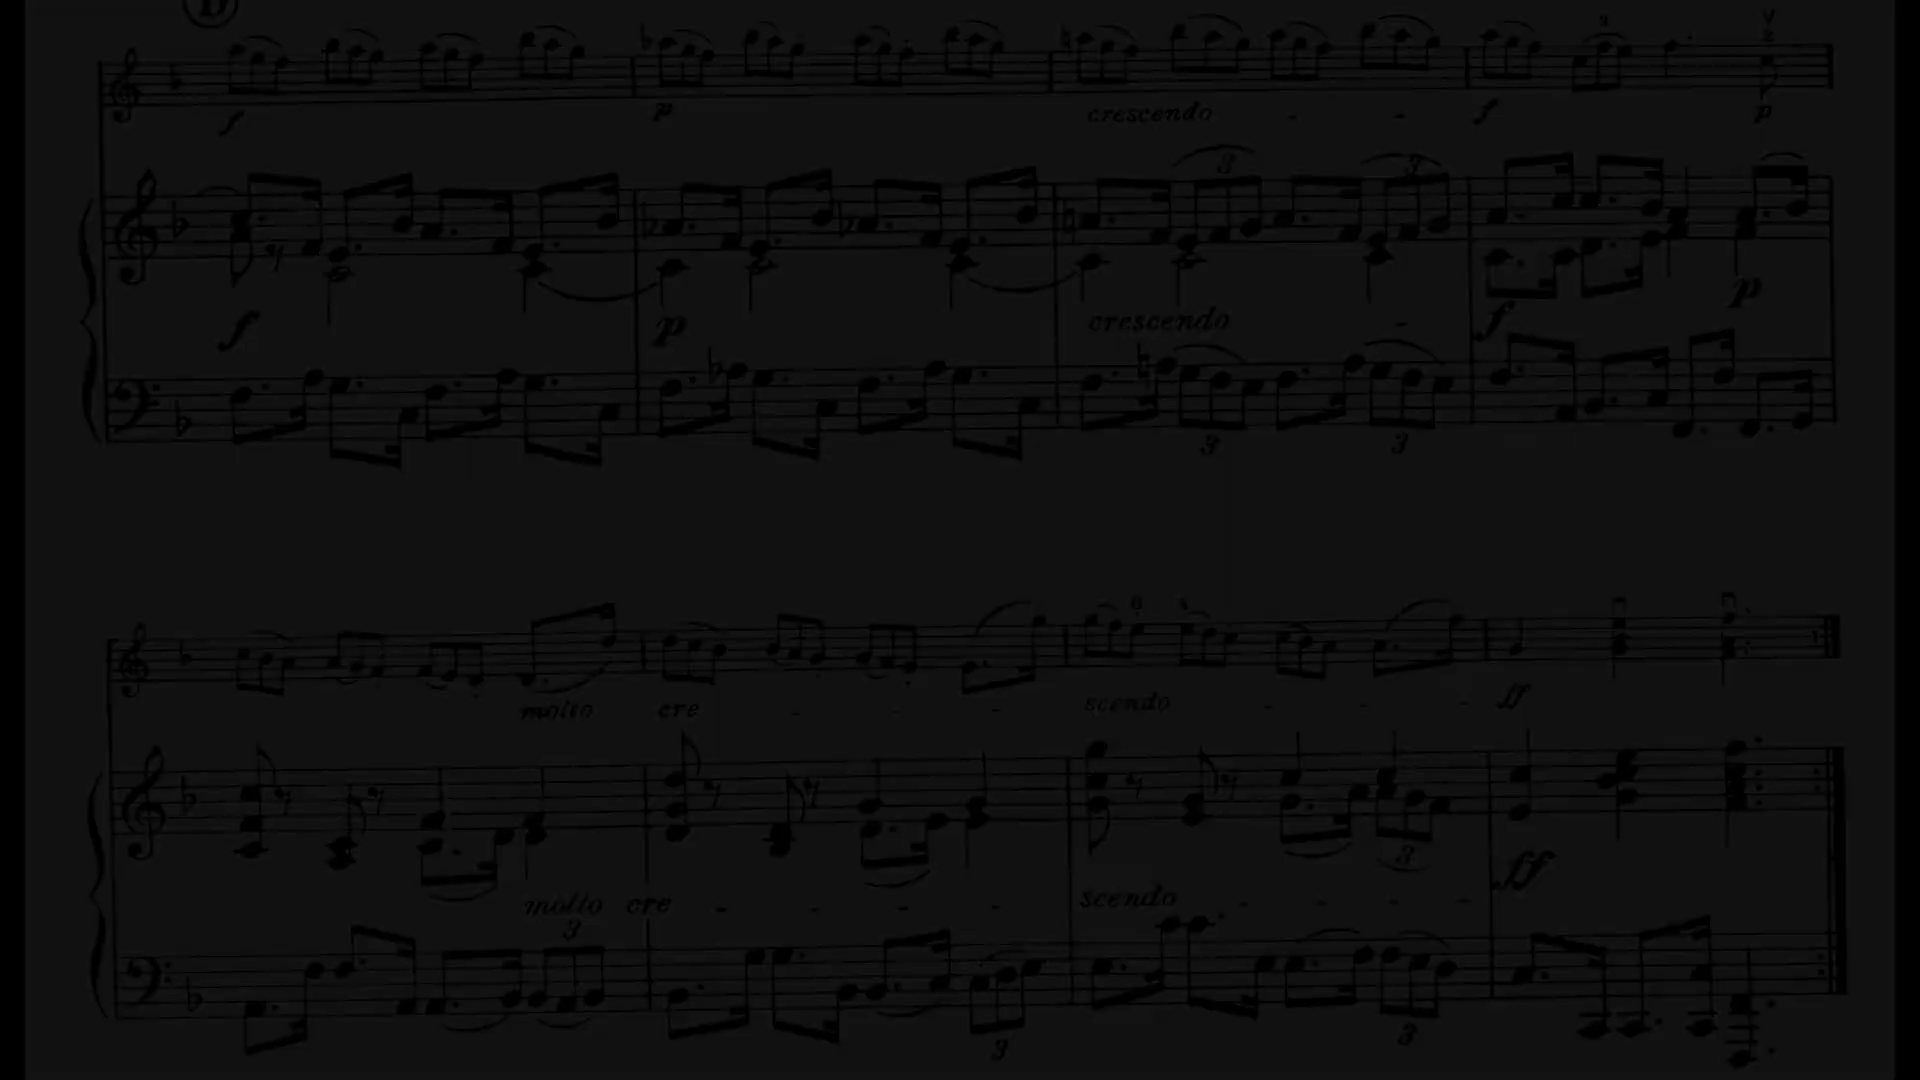 D
f p crescendo - - f p
3 3
f p crescendo - f p
3 3
molto cre - - - scendo - - - ff
3
molto cre - - - - scendo - - - - ff
3
3 3